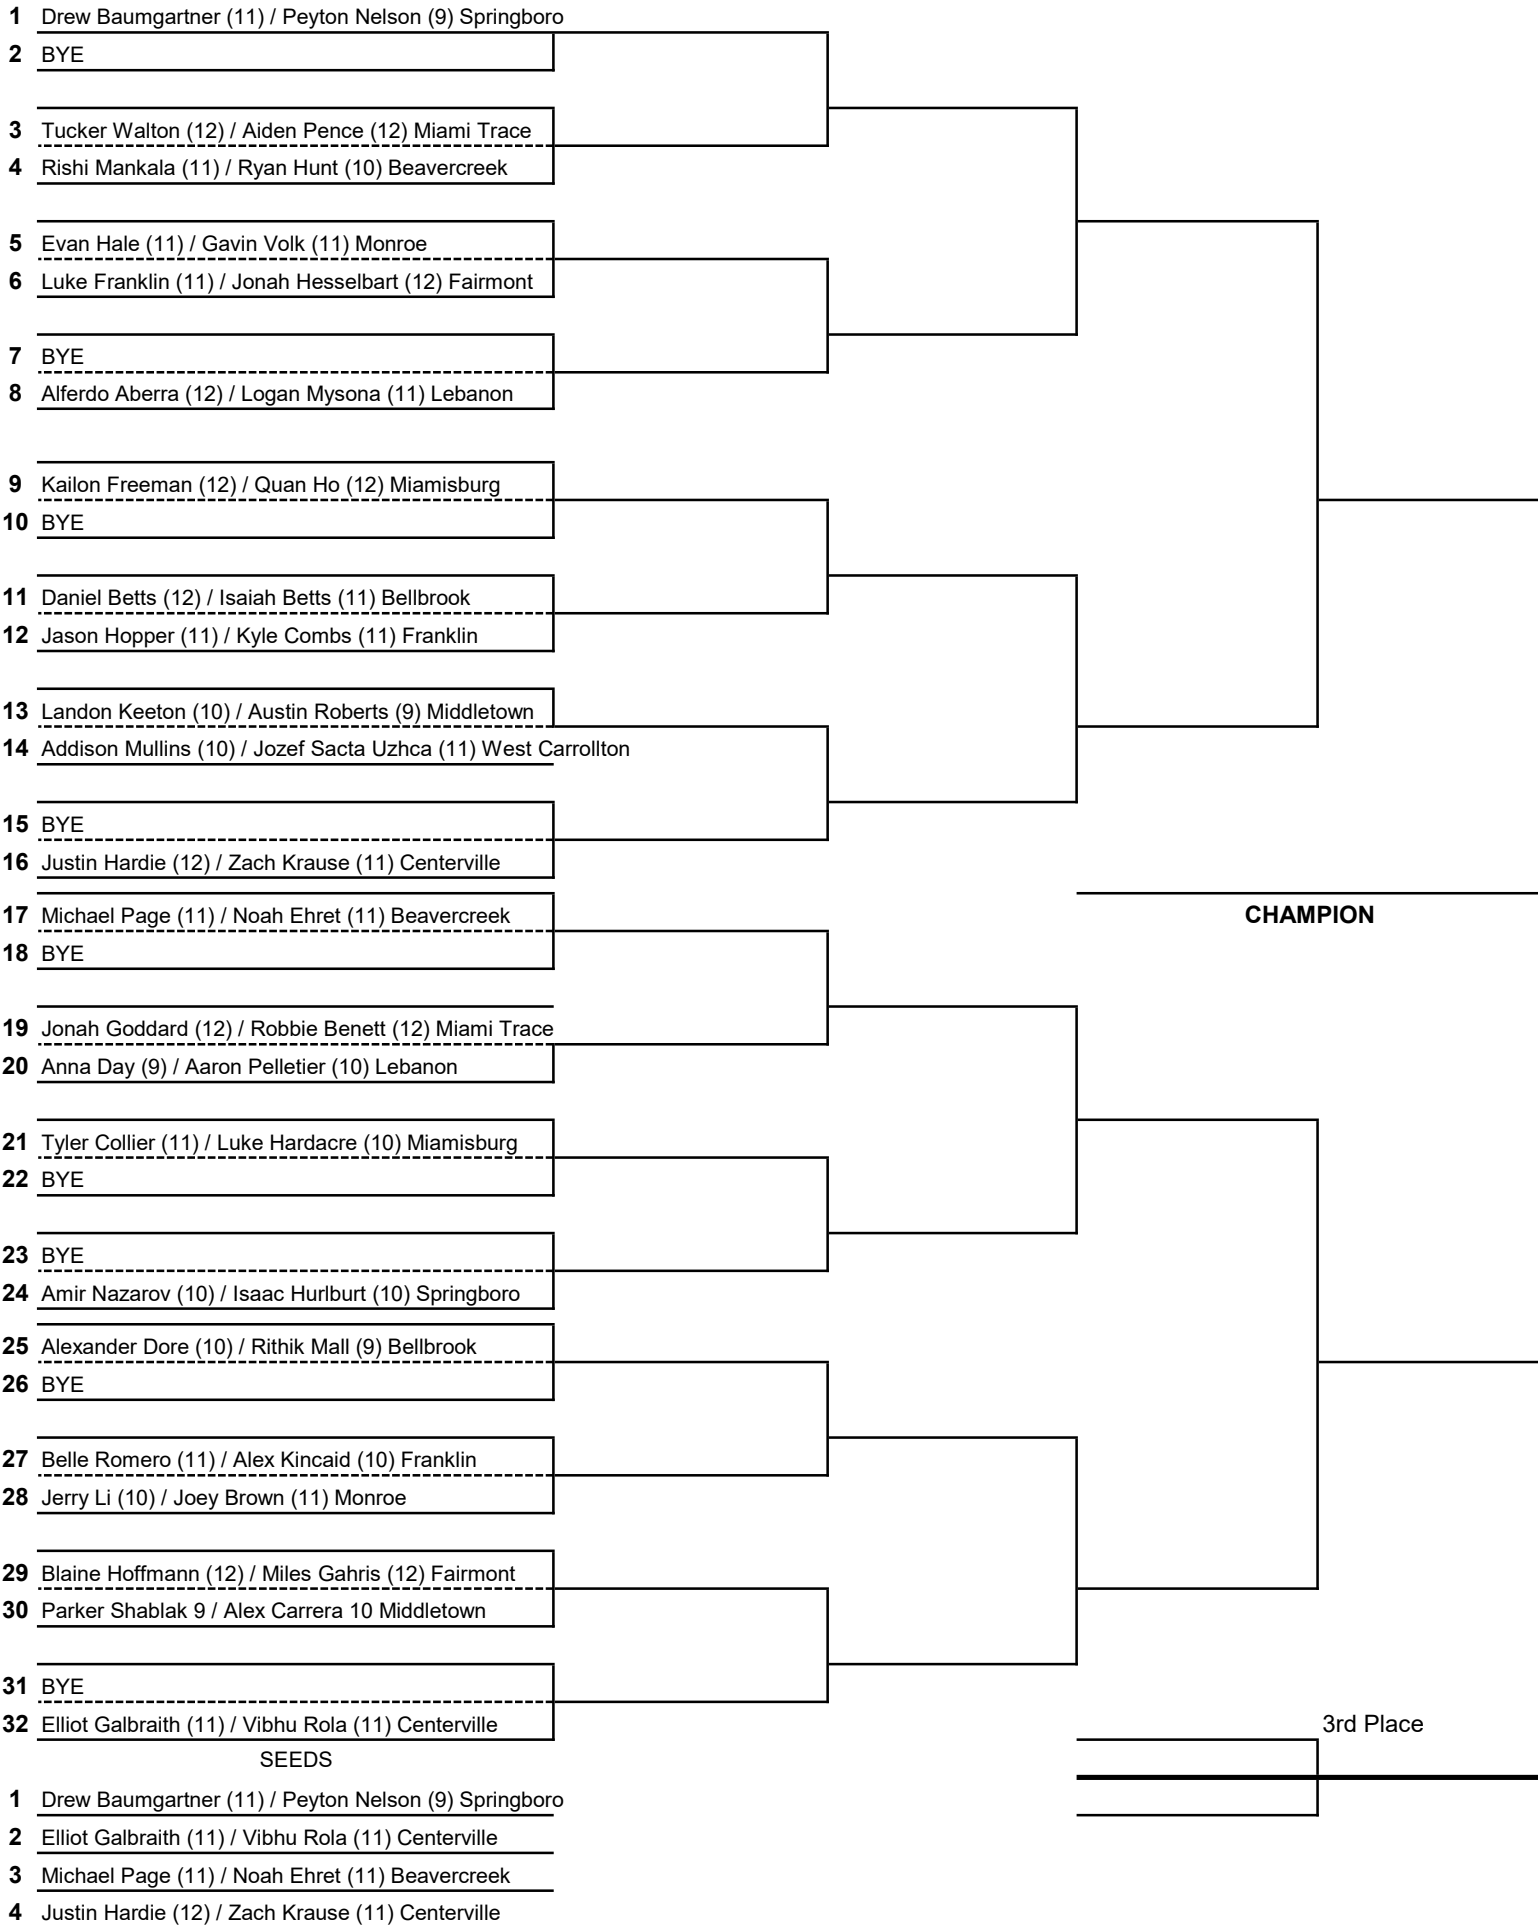 1 Drew Baumgartner (11) / Peyton Nelson (9) Springboro
2 BYE
3 Tucker Walton (12) / Aiden Pence (12) Miami Trace
4 Rishi Mankala (11) / Ryan Hunt (10) Beavercreek
5 Evan Hale (11) / Gavin Volk (11) Monroe
6 Luke Franklin (11) / Jonah Hesselbart (12) Fairmont
7 BYE
8 Alferdo Aberra (12) / Logan Mysona (11) Lebanon
9 Kailon Freeman (12) / Quan Ho (12) Miamisburg
10 BYE
11 Daniel Betts (12) / Isaiah Betts (11) Bellbrook
12 Jason Hopper (11) / Kyle Combs (11) Franklin
13 Landon Keeton (10) / Austin Roberts (9) Middletown
14 Addison Mullins (10) / Jozef Sacta Uzhca (11) West Carrollton
15 BYE
16 Justin Hardie (12) / Zach Krause (11) Centerville
17 Michael Page (11) / Noah Ehret (11) Beavercreek
CHAMPION
18 BYE
19 Jonah Goddard (12) / Robbie Benett (12) Miami Trace
20 Anna Day (9) / Aaron Pelletier (10) Lebanon
21 Tyler Collier (11) / Luke Hardacre (10) Miamisburg
22 BYE
23 BYE
24 Amir Nazarov (10) / Isaac Hurlburt (10) Springboro
25 Alexander Dore (10) / Rithik Mall (9) Bellbrook
26 BYE
27 Belle Romero (11) / Alex Kincaid (10) Franklin
28 Jerry Li (10) / Joey Brown (11) Monroe
29 Blaine Hoffmann (12) / Miles Gahris (12) Fairmont
30 Parker Shablak 9 / Alex Carrera 10 Middletown
31 BYE
32 Elliot Galbraith (11) / Vibhu Rola (11) Centerville
3rd Place
SEEDS
1 Drew Baumgartner (11) / Peyton Nelson (9) Springboro
2 Elliot Galbraith (11) / Vibhu Rola (11) Centerville
3 Michael Page (11) / Noah Ehret (11) Beavercreek
4 Justin Hardie (12) / Zach Krause (11) Centerville